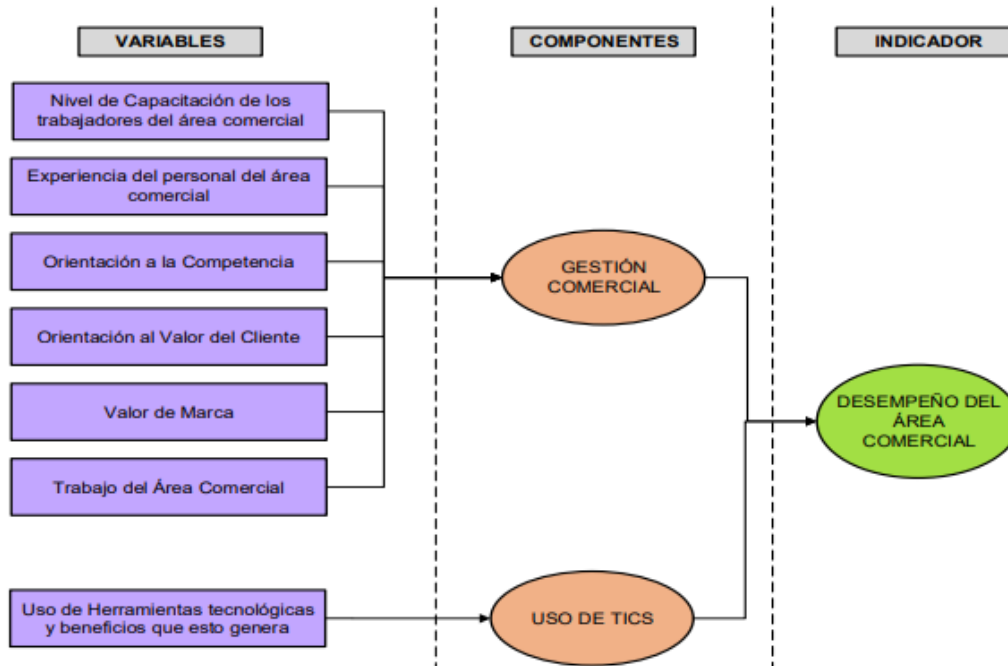 VARIABLES
COMPONENTES
INDICADOR
Nivel de Capacitación de los
trabajadores del área comercial
Experiencia del personal del área
comercial
Orientación a la Competencia
Orientación al Valor del Cliente
Valor de Marca
Trabajo del Área Comercial
Uso de Herramientas tecnológicas
y beneficios que esto genera
GESTIÓN
COMERCIAL
USO DE TICS
DESEMPEÑO DEL
ÁREA
COMERCIAL